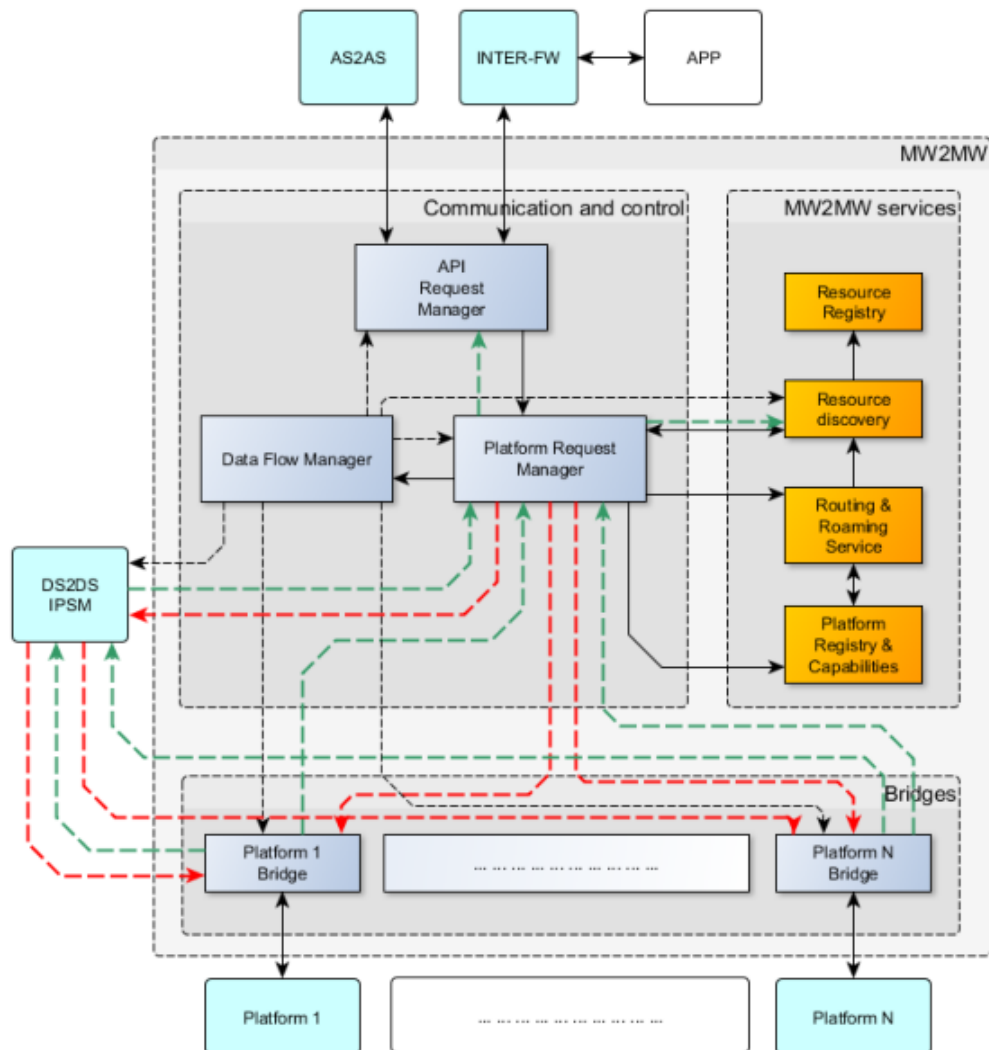 AS2AS
INTER-FW
APP
MW2MW
Communication and control
MW2MW services
API
Request
Manager
Resource
Registry
Resource
discovery
Data Flow Manager
Platform Request
Manager
Routing &
Roaming
Service
DS2DS
IPSM
Platform
Registry &
Capabilities
Bridges
Platform 1
Bridge
... ... ... ... ... ... ... ... ... ...
Platform N
Bridge
Platform 1
... ... ... ... ... ... ... ... ... ...
Platform N